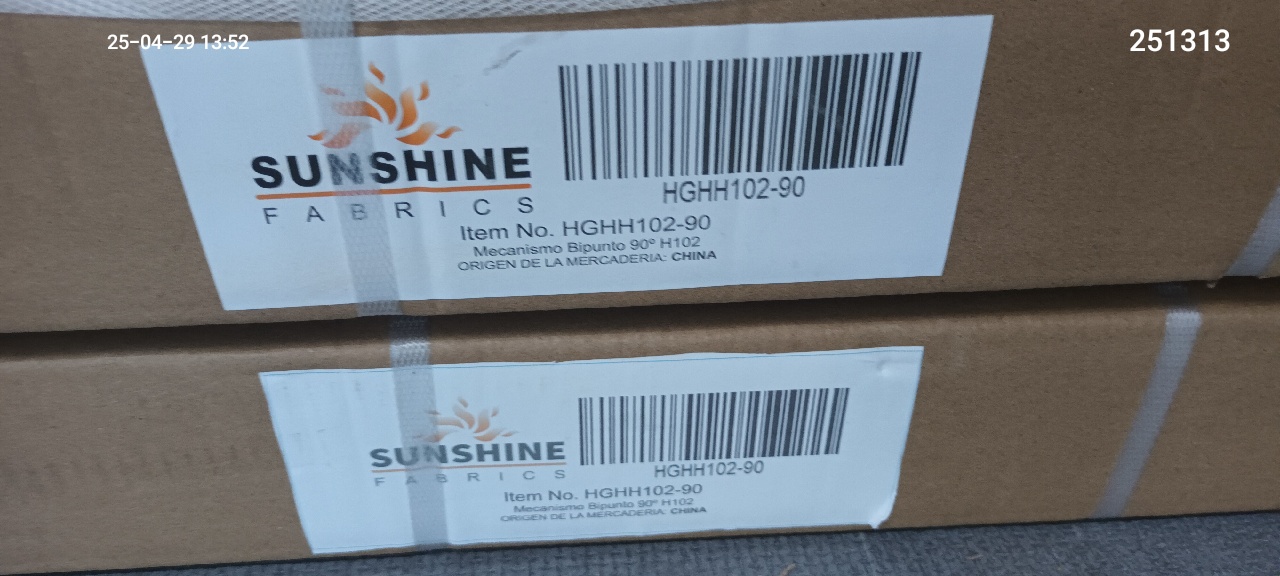 25-04-29 13:52
251313
SUNSHINE
FABRICS
HGHH102-90
Item No. HGHH102-90
Mecanismo Bipunto 90º H102
ORIGEN DE LA MERCADERIA: CHINA
SUNSHINE
FABRICS
HGHH102-90
Item No. HGHH102-90
Mecanismo Bipunto 90º H102
ORIGEN DE LA MERCADERIA: CHINA